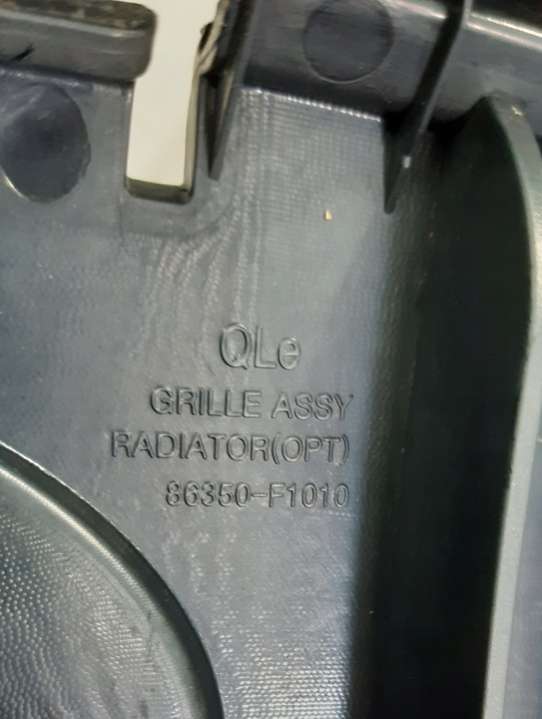 QLe
GRILLE ASSY
RADIATOR(OPT)
86350-F1010